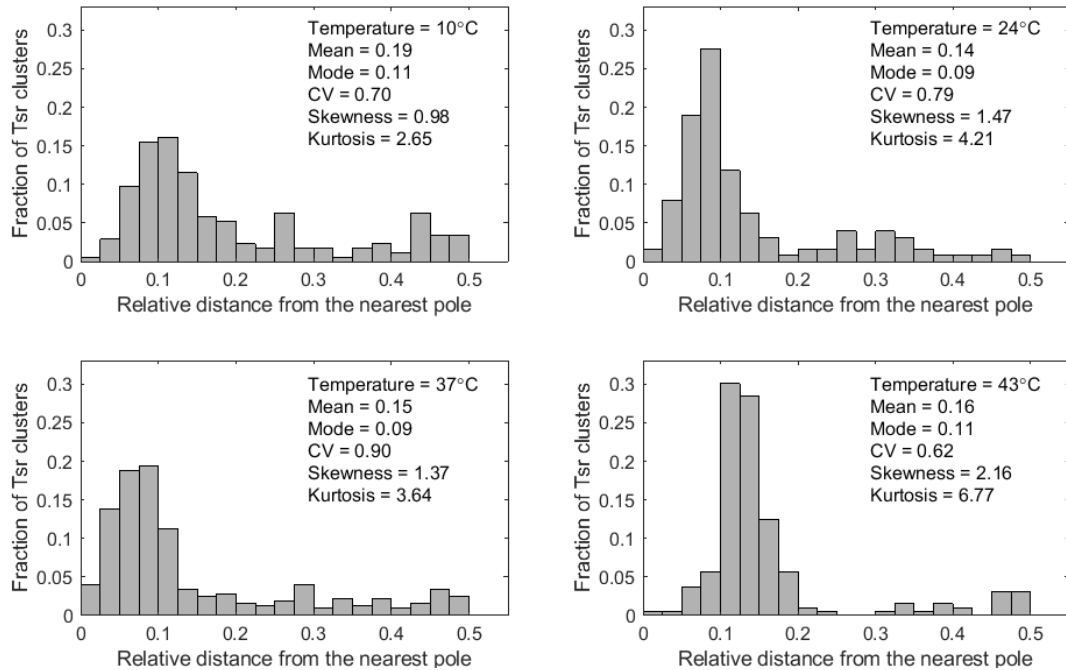 Temperature = 10°C
Mean = 0.19
Mode = 0.11
CV = 0.70
Skewness = 0.98
Kurtosis = 2.65
Fraction of Tsr clusters
0.3
0.25
0.2
0.15
0.1
0.05
0
0 0.1 0.2 0.3 0.4 0.5
Relative distance from the nearest pole
Temperature = 24°C
Mean = 0.14
Mode = 0.09
CV = 0.79
Skewness = 1.47
Kurtosis = 4.21
Fraction of Tsr clusters
0.3
0.25
0.2
0.15
0.1
0.05
0
0 0.1 0.2 0.3 0.4 0.5
Relative distance from the nearest pole
Temperature = 37°C
Mean = 0.15
Mode = 0.09
CV = 0.90
Skewness = 1.37
Kurtosis = 3.64
Fraction of Tsr clusters
0.3
0.25
0.2
0.15
0.1
0.05
0
0 0.1 0.2 0.3 0.4 0.5
Relative distance from the nearest pole
Temperature = 43°C
Mean = 0.16
Mode = 0.11
CV = 0.62
Skewness = 2.16
Kurtosis = 6.77
Fraction of Tsr clusters
0.3
0.25
0.2
0.15
0.1
0.05
0
0 0.1 0.2 0.3 0.4 0.5
Relative distance from the nearest pole